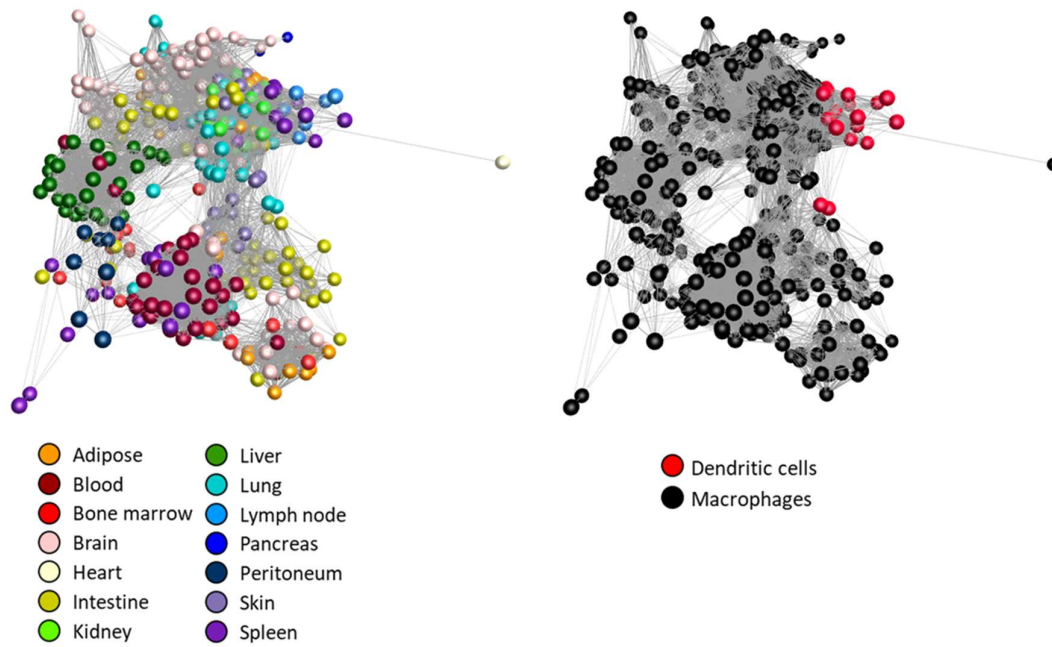 Adipose
Blood
Bone marrow
Brain
Heart
Intestine
Kidney
Liver
Lung
Lymph node
Pancreas
Peritoneum
Skin
Spleen
Dendritic cells
Macrophages